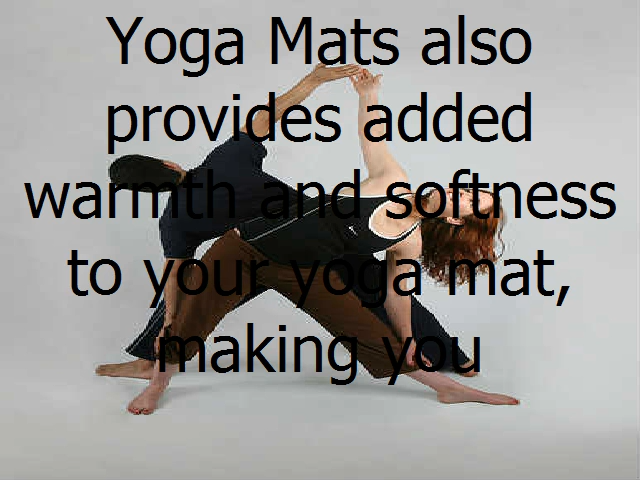 Yoga Mats also
provides added
warmth and softness
to your yoga mat,
making you